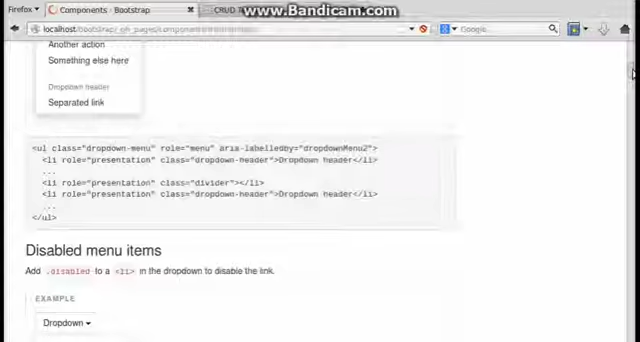 www.Bandicam.com
Firefox
Components · Bootstrap
CRUD
localhost/bootstrap/
Google
Another action
Something else here
Dropdown header
Separated link
<ul class="dropdown-menu" role="menu" aria-labelledby="dropdownMenu2">
<li role="presentation" class="dropdown-header">Dropdown header</li>
...
<li role="presentation" class="divider"></li>
<li role="presentation" class="dropdown-header">Dropdown header</li>
...
</ul>
Disabled menu items
Add .disabled to a <li> in the dropdown to disable the link.
EXAMPLE
Dropdown